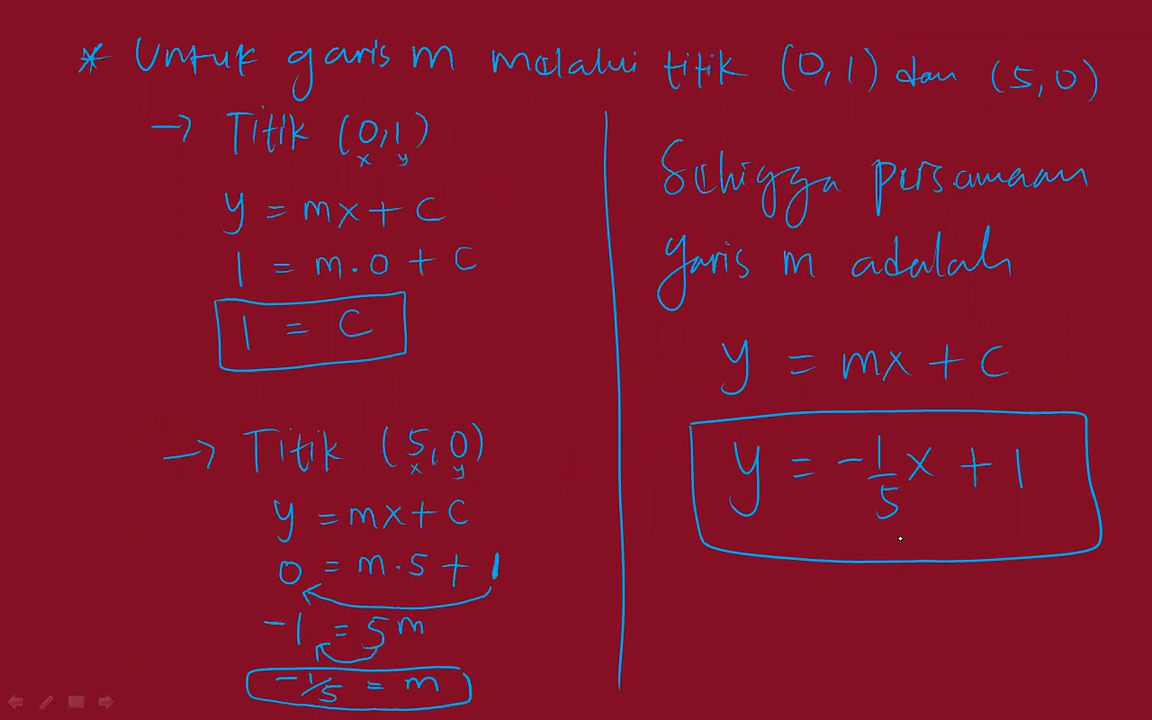 * Untuk garis m melalui titik (0,1) dan (5,0)
→ Titik (0,1)
x y
y = mx + c
1 = m.0 + c
1 = c
→ Titik (5,0)
x y
y = mx + c
0 = m.5 + 1
-1 = 5m
-1/5 = m
Sehingga persamaan
garis m adalah
y = mx + c
y = -1/5 x + 1